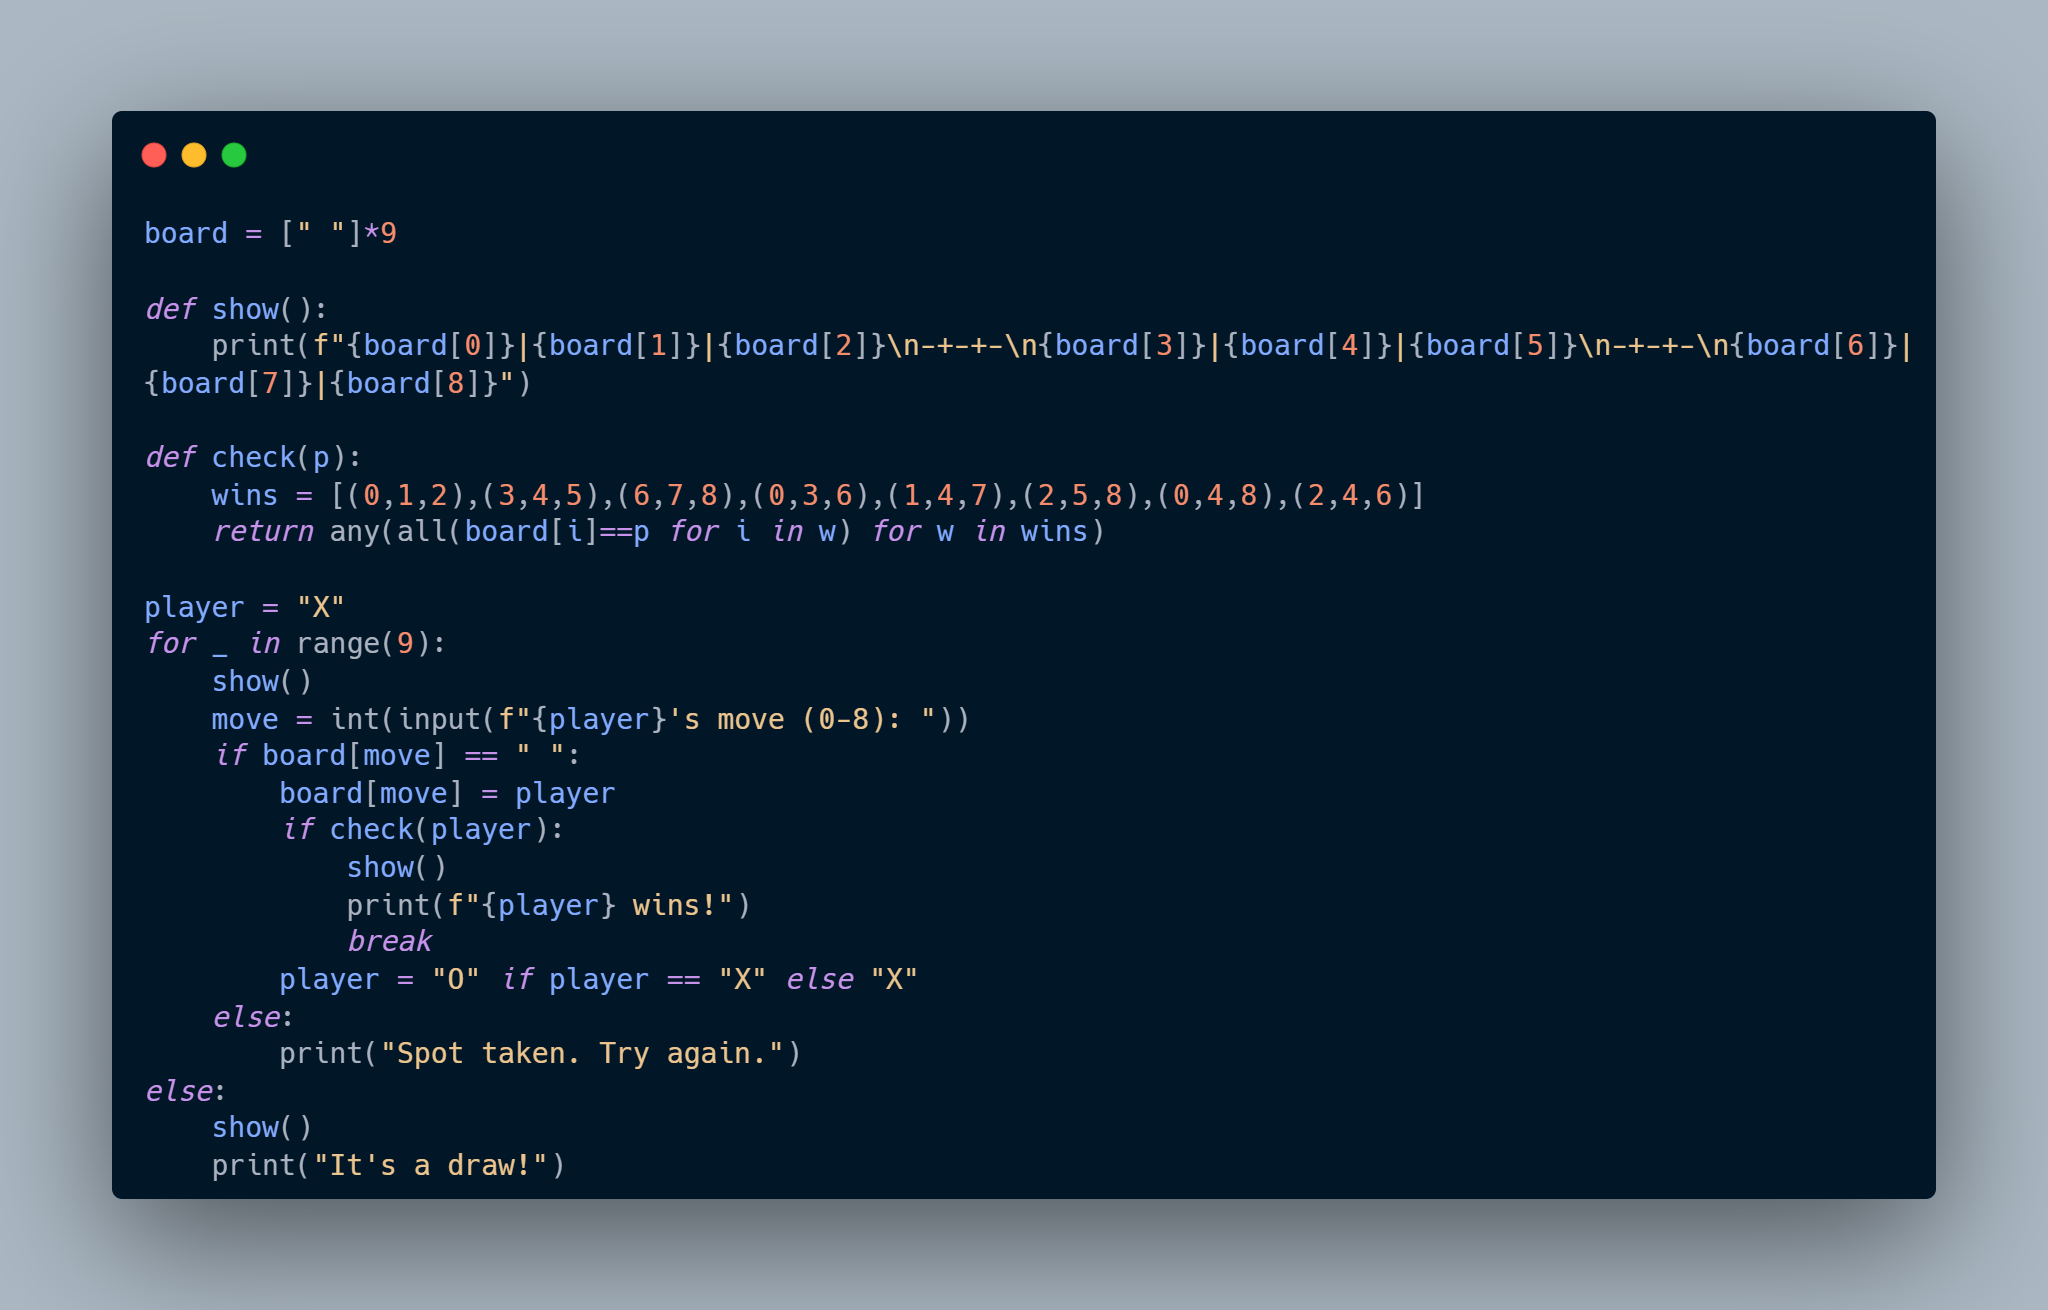 board = [" "]*9

def show():
    print(f"{board[0]}|{board[1]}|{board[2]}\n-+-+-\n{board[3]}|{board[4]}|{board[5]}\n-+-+-\n{board[6]}|
{board[7]}|{board[8]}")

def check(p):
    wins = [(0,1,2),(3,4,5),(6,7,8),(0,3,6),(1,4,7),(2,5,8),(0,4,8),(2,4,6)]
    return any(all(board[i]==p for i in w) for w in wins)

player = "X"
for _ in range(9):
    show()
    move = int(input(f"{player}'s move (0-8): "))
    if board[move] == " ":
        board[move] = player
        if check(player):
            show()
            print(f"{player} wins!")
            break
        player = "O" if player == "X" else "X"
    else:
        print("Spot taken. Try again.")
else:
    show()
    print("It's a draw!")